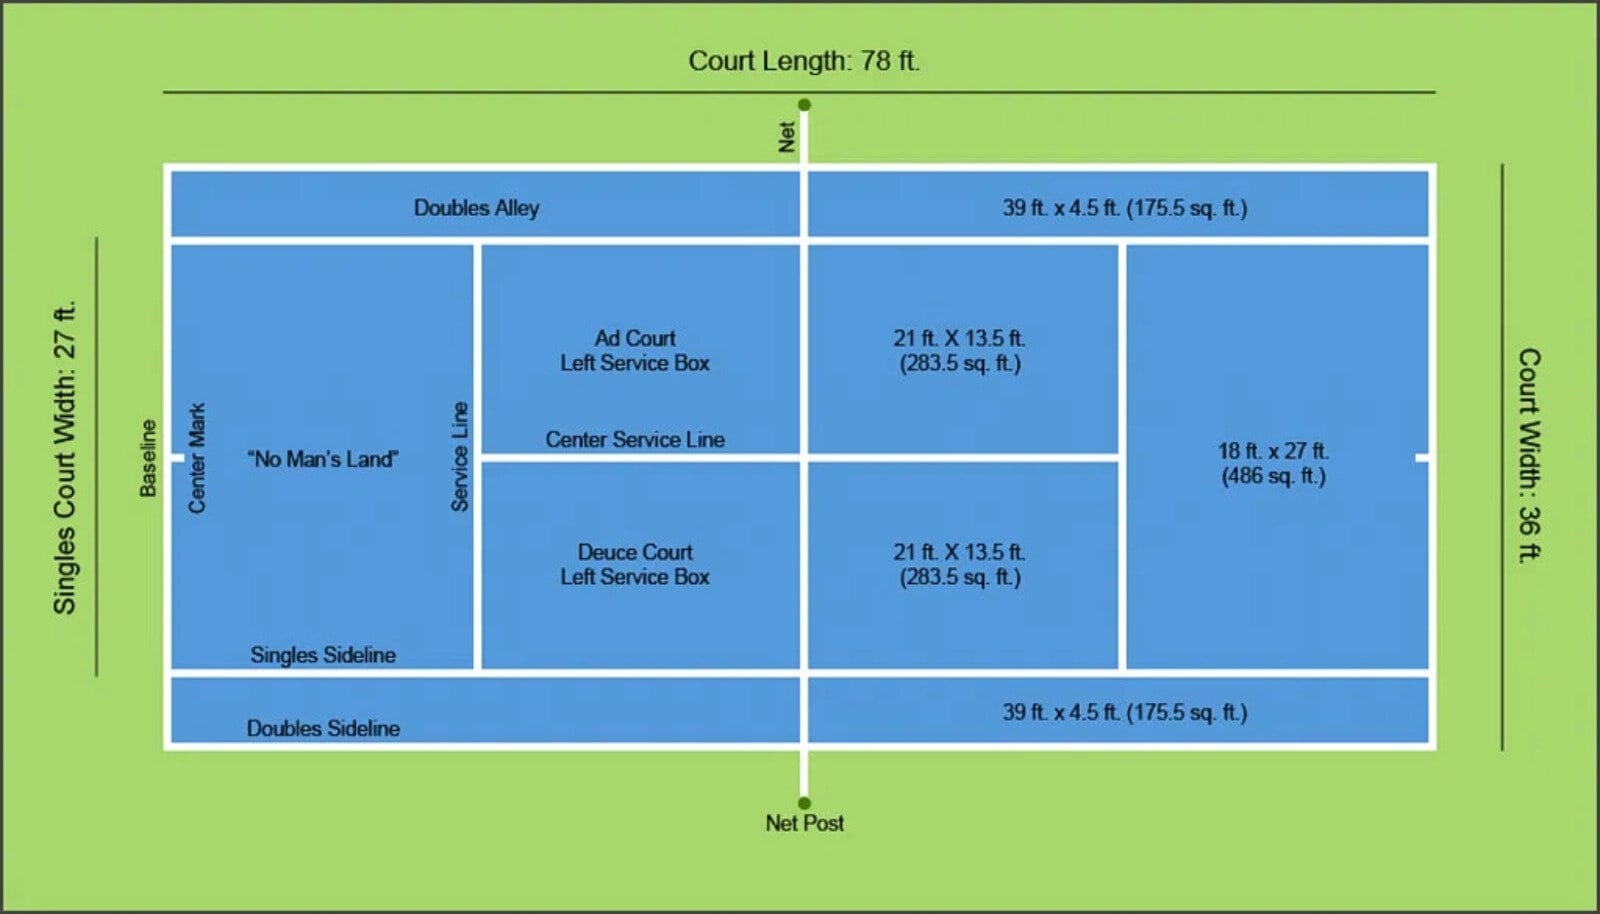 Court Length: 78 ft.
Net
Doubles Alley
39 ft. x 4.5 ft. (175.5 sq. ft.)
Singles Court Width: 27 ft.
Baseline
Center Mark
“No Man’s Land”
Service Line
Ad Court
Left Service Box
21 ft. X 13.5 ft.
(283.5 sq. ft.)
Center Service Line
18 ft. x 27 ft.
(486 sq. ft.)
Court Width: 36 ft.
Deuce Court
Left Service Box
21 ft. X 13.5 ft.
(283.5 sq. ft.)
Singles Sideline
Doubles Sideline
39 ft. x 4.5 ft. (175.5 sq. ft.)
Net Post